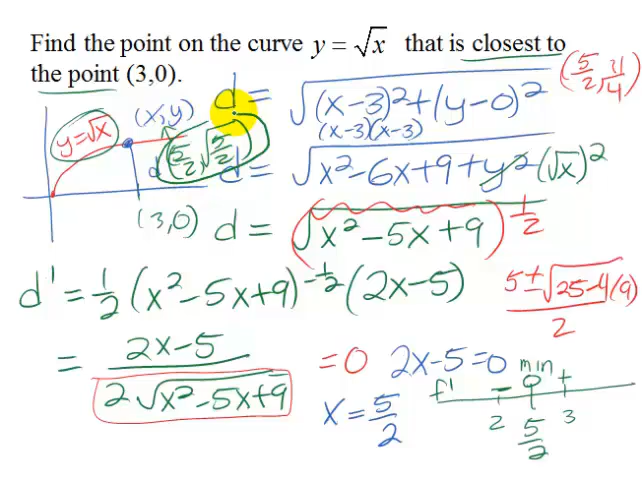 Find the point on the curve y = √x that is closest to
the point (3,0).
(5/2, 11/4)
d = √((x-3)² + (y-0)²)
(x-3)(x-3)
(x,y)
y=√x
d
(5/2, √(5/2))
(3,0)
d = √(x² - 6x + 9 + y² (√x)²
d = (√(x² - 5x + 9))^(1/2)
d' = 1/2 (x² - 5x + 9)^(-1/2) (2x - 5)
5 ± √(25 - 4(9)) / 2
= (2x - 5) / (2√(x² - 5x + 9)) = 0
2x - 5 = 0
x = 5/2
min
f' - 0 +
2 5/2 3